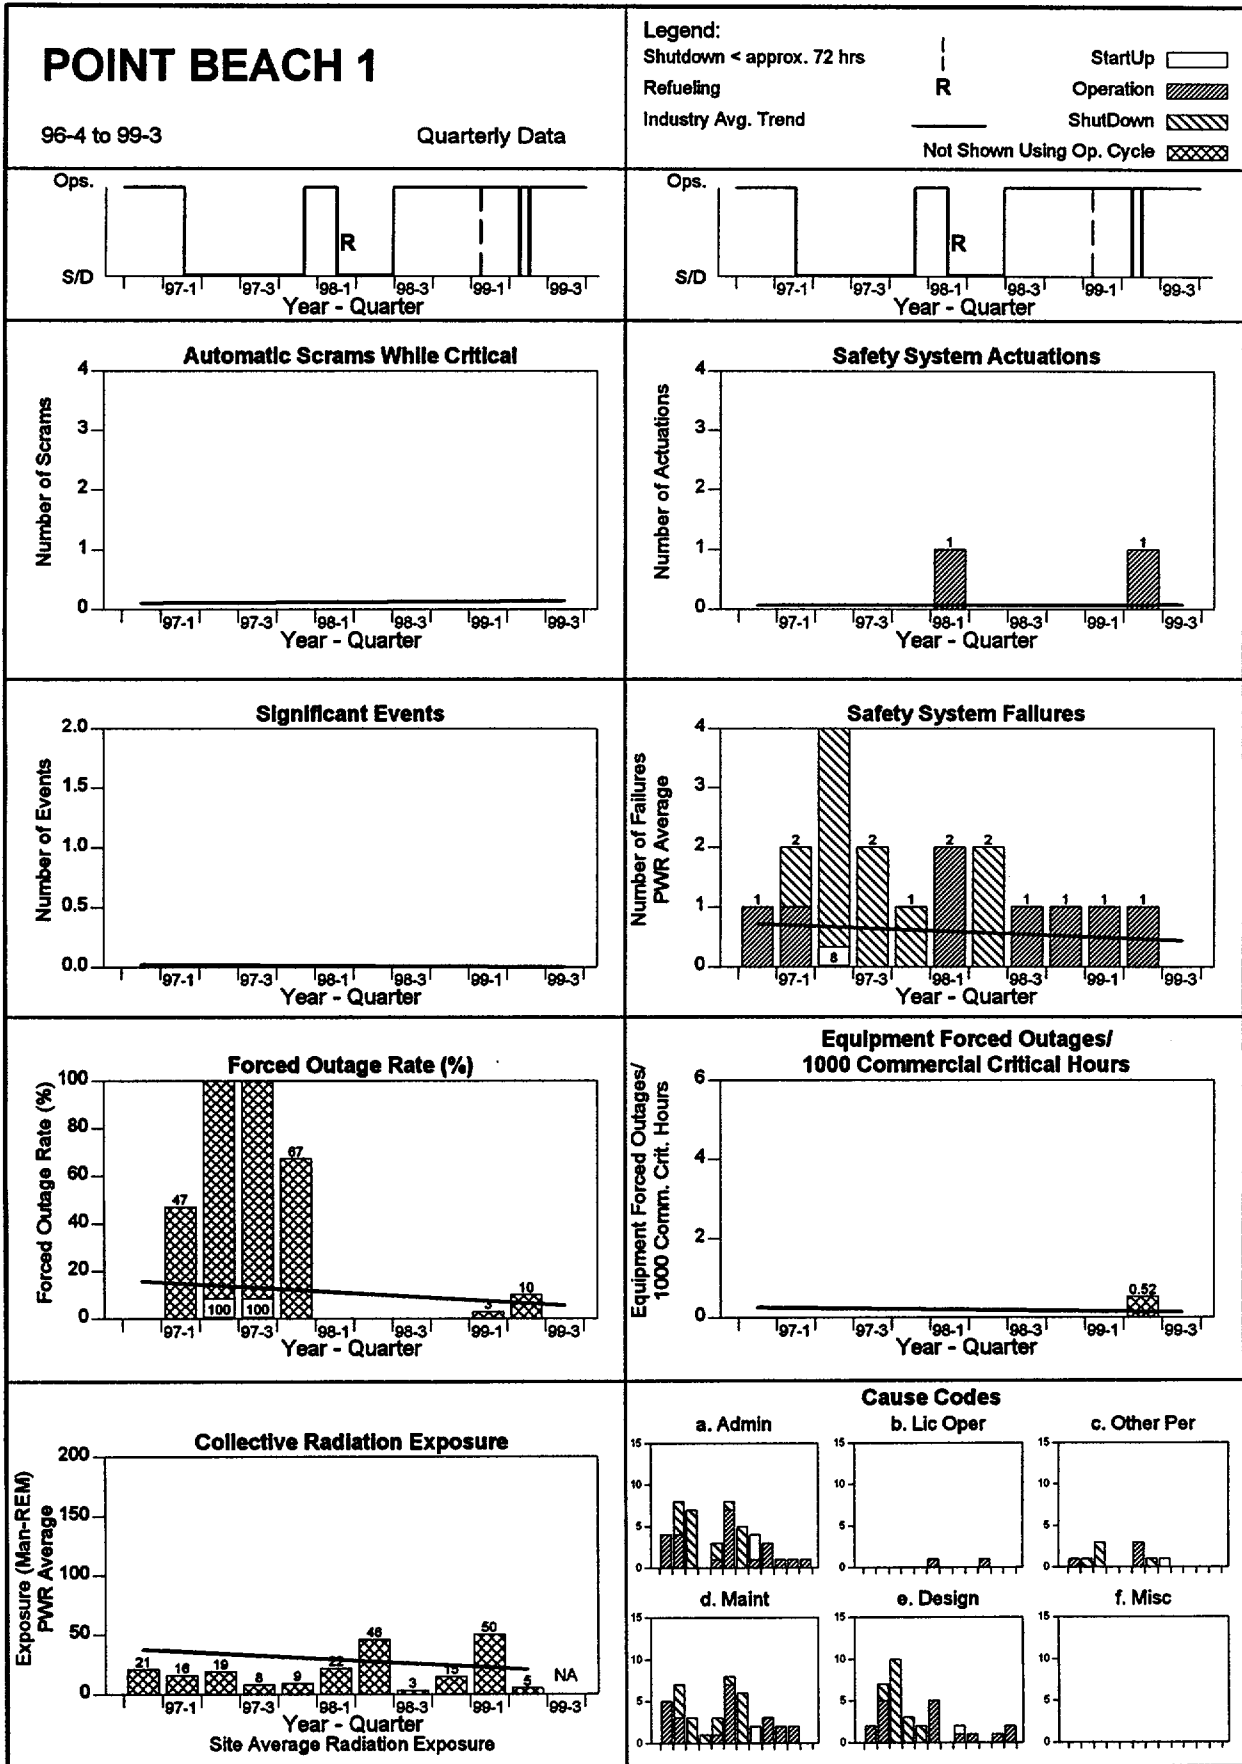 POINT BEACH 1
96-4 to 99-3
Quarterly Data
Legend:
Shutdown < approx. 72 hrs
Refueling
R
Industry Avg. Trend
StartUp
Operation
ShutDown
Not Shown Using Op. Cycle
Ops.
S/D
R
97-1 97-3 98-1 98-3 99-1 99-3
Year - Quarter
Ops.
S/D
R
97-1 97-3 98-1 98-3 99-1 99-3
Year - Quarter
Automatic Scrams While Critical
Number of Scrams
4
3
2
1
0
97-1 97-3 98-1 98-3 99-1 99-3
Year - Quarter
Safety System Actuations
Number of Actuations
4
3
2
1
0
1 1
97-1 97-3 98-1 98-3 99-1 99-3
Year - Quarter
Significant Events
Number of Events
2.0
1.5
1.0
0.5
0.0
97-1 97-3 98-1 98-3 99-1 99-3
Year - Quarter
Safety System Failures
Number of Failures
PWR Average
4
3
2
1
0
1 2 8 2 1 2 2 1 1 1 1
97-1 97-3 98-1 98-3 99-1 99-3
Year - Quarter
Forced Outage Rate (%)
Forced Outage Rate (%)
100
80
60
40
20
0
47 100 100 67 3 10
97-1 97-3 98-1 98-3 99-1 99-3
Year - Quarter
Equipment Forced Outages/
1000 Commercial Critical Hours
Equipment Forced Outages/
1000 Comm. Crit. Hours
6
4
2
0
0.52
97-1 97-3 98-1 98-3 99-1 99-3
Year - Quarter
Collective Radiation Exposure
Exposure (Man-REM)
PWR Average
200
150
100
50
0
21 16 19 8 9 22 46 3 15 50 5 NA
97-1 97-3 98-1 98-3 99-1 99-3
Year - Quarter
Site Average Radiation Exposure
Cause Codes
a. Admin
15
10
5
0
b. Lic Oper
15
10
5
0
c. Other Per
15
10
5
0
d. Maint
15
10
5
0
e. Design
15
10
5
0
f. Misc
15
10
5
0